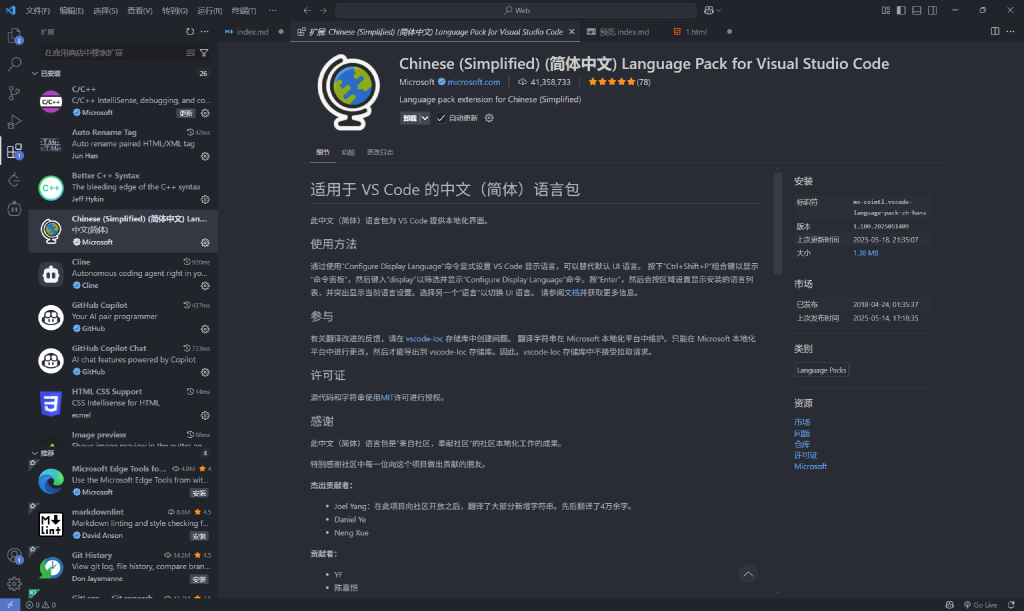 文件(F) 编辑(E) 选择(S) 查看(V) 转到(G) 运行(R) 终端(T) ··· Web
扩展
在应用商店中搜索扩展
已安装 26
C/C++
C/C++ IntelliSense, debugging, and co...
Microsoft 更新
Auto Rename Tag 42ms
Auto rename paired HTML/XML tag
Jun Han
Better C++ Syntax
The bleeding edge of the C++ syntax
Jeff Hykin
Chinese (Simplified) (简体中文) Lan...
中文(简体)
Microsoft
Cline 930ms
Autonomous coding agent right in yo...
Cline
GitHub Copilot 437ms
Your AI pair programmer
GitHub
GitHub Copilot Chat 733ms
AI chat features powered by Copilot
GitHub
HTML CSS Support 14ms
CSS Intellisense for HTML
ecmel
Image preview 88ms
Shows image preview in the gutter an...
推荐 4
Microsoft Edge Tools fo... 4.8M 4
Use the Microsoft Edge Tools from wit...
Microsoft 安装
markdownlint 8.8M 4.5
Markdown linting and style checking f...
David Anson 安装
Git History 14.2M 4.5
View git log, file history, compare bran...
Don Jayamanne 安装
index.md
扩展: Chinese (Simplified) (简体中文) Language Pack for Visual Studio Code
预览 index.md
1.html
Chinese (Simplified) (简体中文) Language Pack for Visual Studio Code
Microsoft microsoft.com 41,358,733 (78)
Language pack extension for Chinese (Simplified)
卸载 自动更新
细节 功能 更改日志
适用于 VS Code 的中文（简体）语言包
此中文（简体）语言包为 VS Code 提供本地化界面。
使用方法
通过使用“Configure Display Language”命令显式设置 VS Code 显示语言，可以替代默认 UI 语言。 按下“Ctrl+Shift+P”组合键以显示
“命令面板”，然后键入“display”以筛选并显示“Configure Display Language”命令。按“Enter”，然后会按区域设置显示安装的语言列
表，并突出显示当前语言设置。选择另一个“语言”以切换 UI 语言。 请参阅文档并获取更多信息。
参与
有关翻译改进的反馈，请在 vscode-loc 存储库中创建问题。 翻译字符串在 Microsoft 本地化平台中维护。只能在 Microsoft 本地化
平台中进行更改，然后才能导出到 vscode-loc 存储库。因此，vscode-loc 存储库中不接受拉取请求。
许可证
源代码和字符串使用MIT许可进行授权。
感谢
此中文（简体）语言包是“来自社区，奉献社区”的社区本地化工作的成果。
特别感谢社区中每一位向这个项目做出贡献的朋友。
杰出贡献者：
• Joel Yang：在此项目向社区开放之后，翻译了大部分新增字符串。先后翻译了4万余字。
• Daniel Ye
• Neng Xue
贡献者：
• YF
• 陈嘉恺
安装
标识符 ms-ceintl.vscode-
language-pack-zh-hans
版本 1.100.2025051409
上次更新时间 2025-05-18, 21:35:07
大小 1.38 MB
市场
已发布 2018-04-24, 01:35:37
上次发布时间 2025-05-14, 17:18:35
类别
Language Packs
资源
市场
问题
仓库
许可证
Microsoft
0 0 Go Live